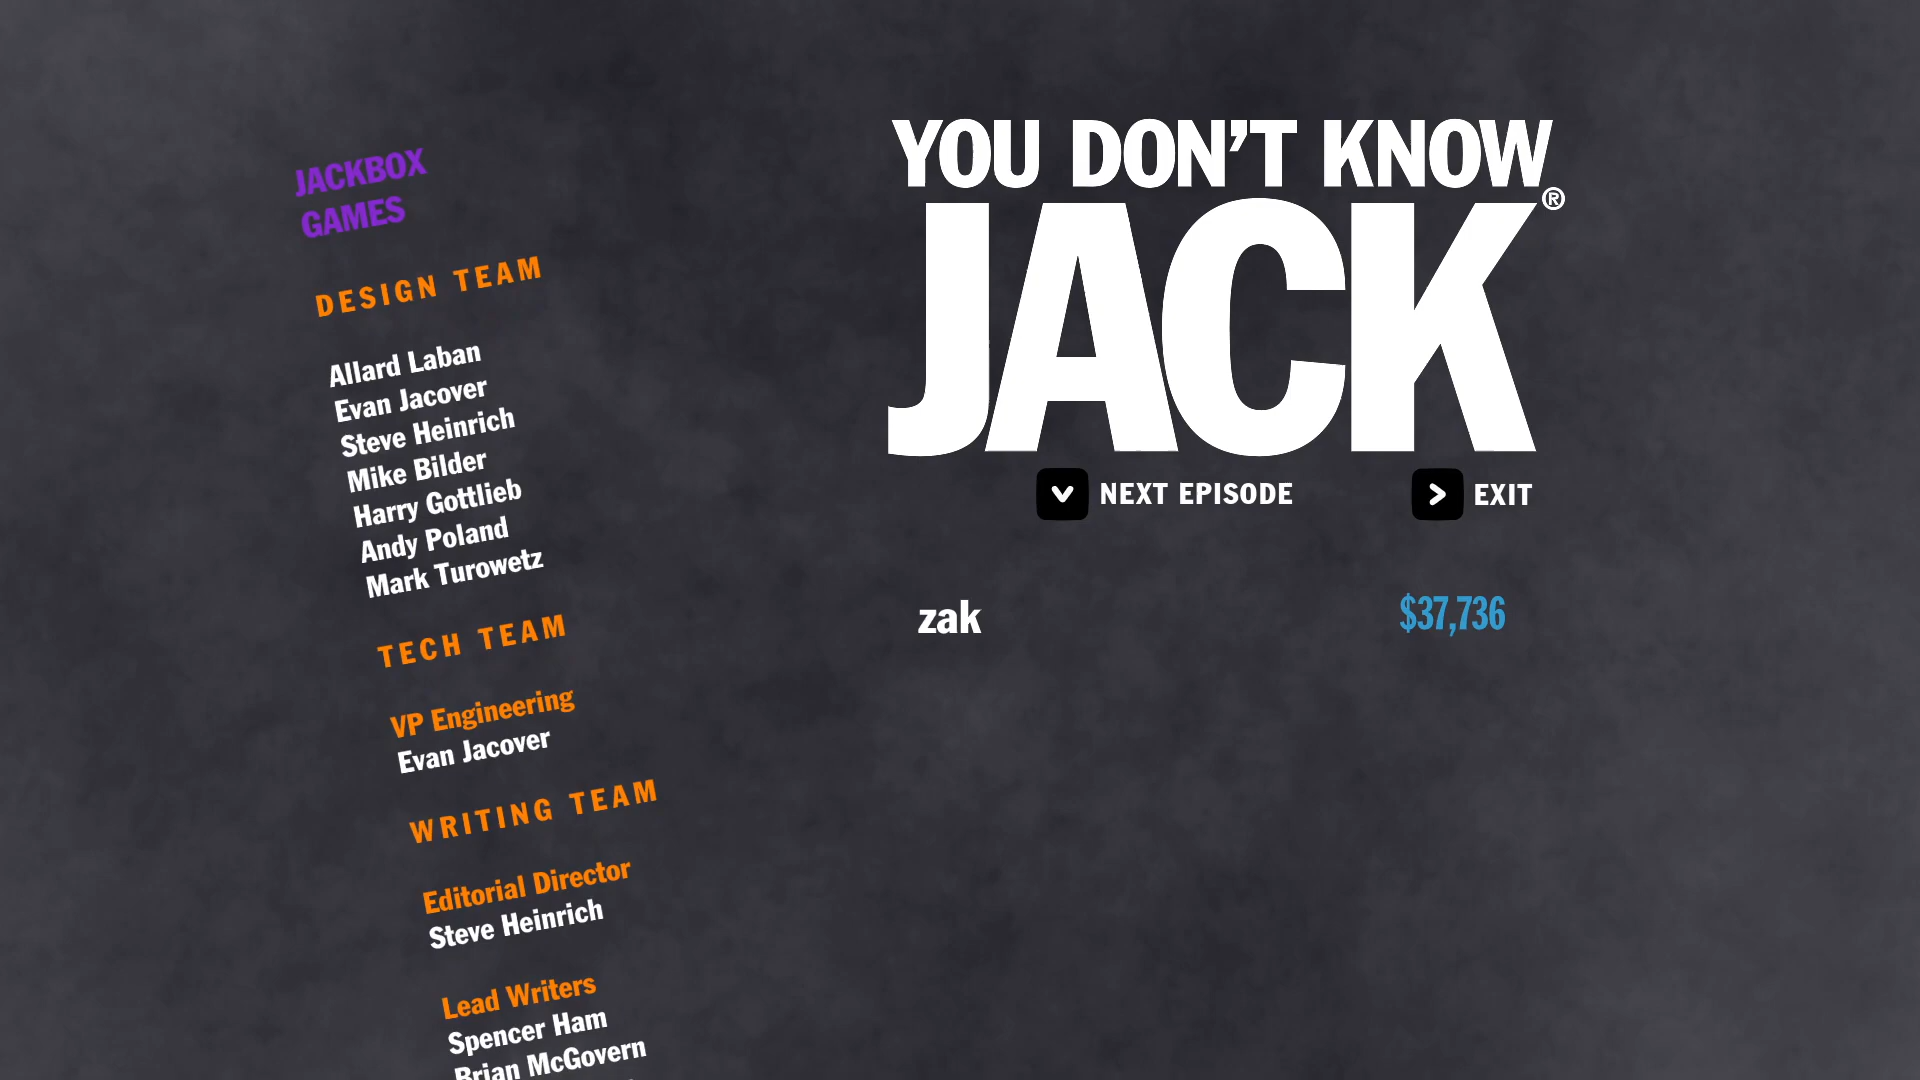 JACKBOX
GAMES
DESIGN TEAM
Allard Laban
Evan Jacover
Steve Heinrich
Mike Bilder
Harry Gottlieb
Andy Poland
Mark Turowetz
TECH TEAM
VP Engineering
Evan Jacover
WRITING TEAM
Editorial Director
Steve Heinrich
Lead Writers
Spencer Ham
Brian McGovern
YOU DON'T KNOW
JACK®
NEXT EPISODE
EXIT
zak
$37,736